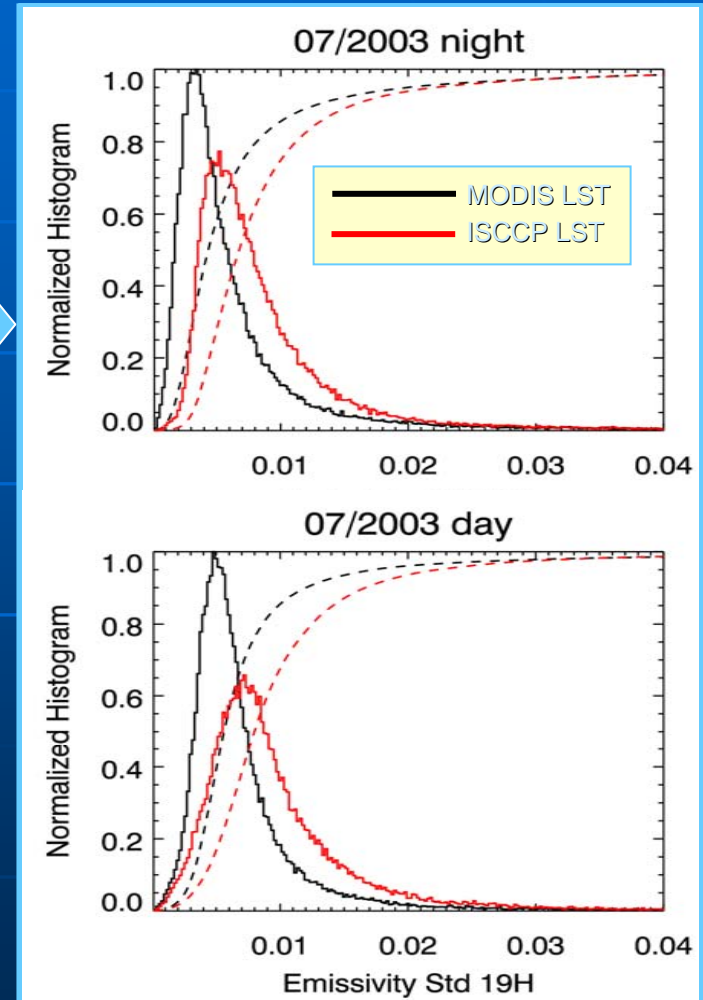 07/2003 night
Normalized Histogram
1.0
0.8
0.6
0.4
0.2
0.0
MODIS LST
ISCCP LST
0.01 0.02 0.03 0.04
07/2003 day
Normalized Histogram
1.0
0.8
0.6
0.4
0.2
0.0
0.01 0.02 0.03 0.04
Emissivity Std 19H